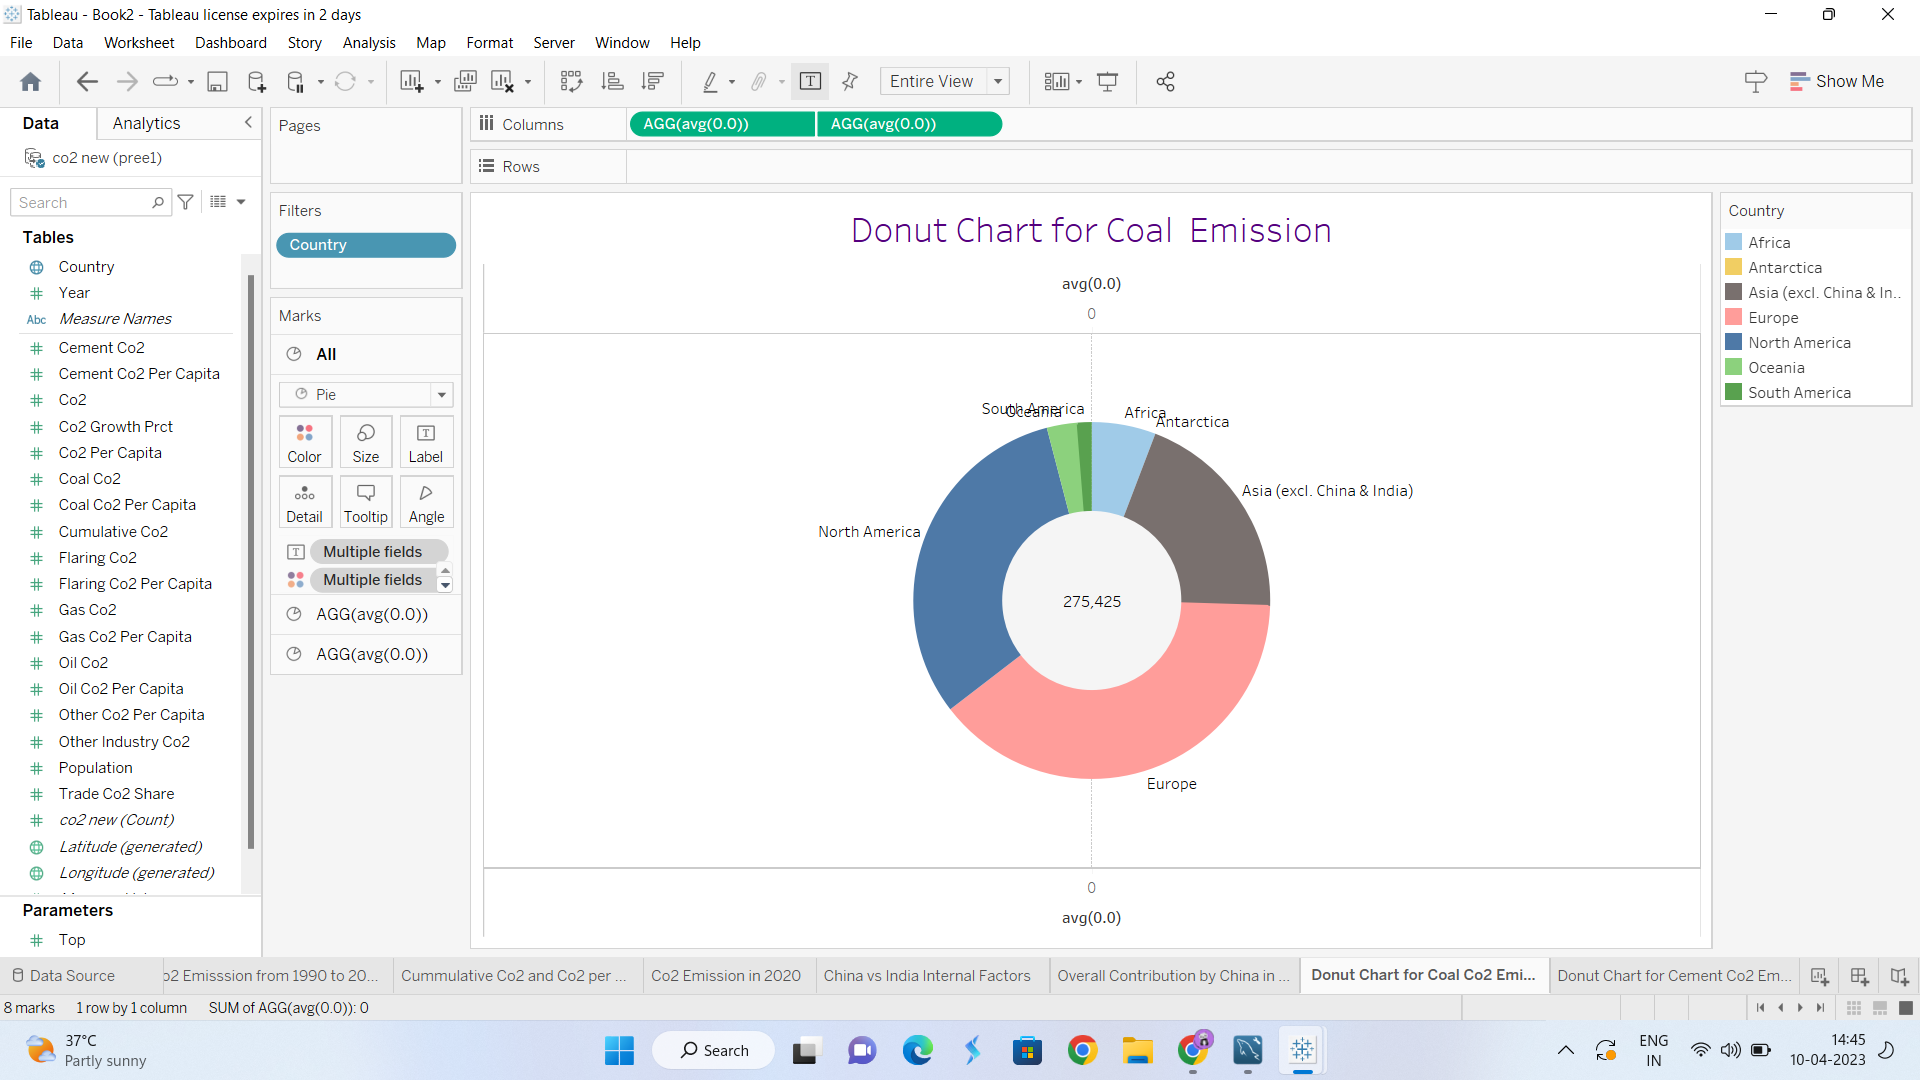 Tableau - Book2 - Tableau license expires in 2 days
File Data Worksheet Dashboard Story Analysis Map Format Server Window Help
Entire View
Show Me
Data Analytics
co2 new (pree1)
Search
Tables
Country
Year
Abc Measure Names
Cement Co2
Cement Co2 Per Capita
Co2
Co2 Growth Prct
Co2 Per Capita
Coal Co2
Coal Co2 Per Capita
Cumulative Co2
Flaring Co2
Flaring Co2 Per Capita
Gas Co2
Gas Co2 Per Capita
Oil Co2
Oil Co2 Per Capita
Other Co2 Per Capita
Other Industry Co2
Population
Trade Co2 Share
co2 new (Count)
Latitude (generated)
Longitude (generated)
Parameters
Top
Pages
Filters
Country
Marks
All
Pie
Color Size Label
Detail Tooltip Angle
Multiple fields
Multiple fields
AGG(avg(0.0))
AGG(avg(0.0))
Columns AGG(avg(0.0)) AGG(avg(0.0))
Rows
Donut Chart for Coal  Emission
avg(0.0)
0
South America
Oceania
Africa
Antarctica
Asia (excl. China & India)
North America
275,425
Europe
0
avg(0.0)
Country
Africa
Antarctica
Asia (excl. China & In..
Europe
North America
Oceania
South America
Data Source
o2 Emisssion from 1990 to 20...
Cummulative Co2 and Co2 per ...
Co2 Emission in 2020
China vs India Internal Factors
Overall Contribution by China in ...
Donut Chart for Coal Co2 Emi...
Donut Chart for Cement Co2 Em...
8 marks 1 row by 1 column SUM of AGG(avg(0.0)): 0
37°C
Partly sunny
Search
ENG
IN
14:45
10-04-2023